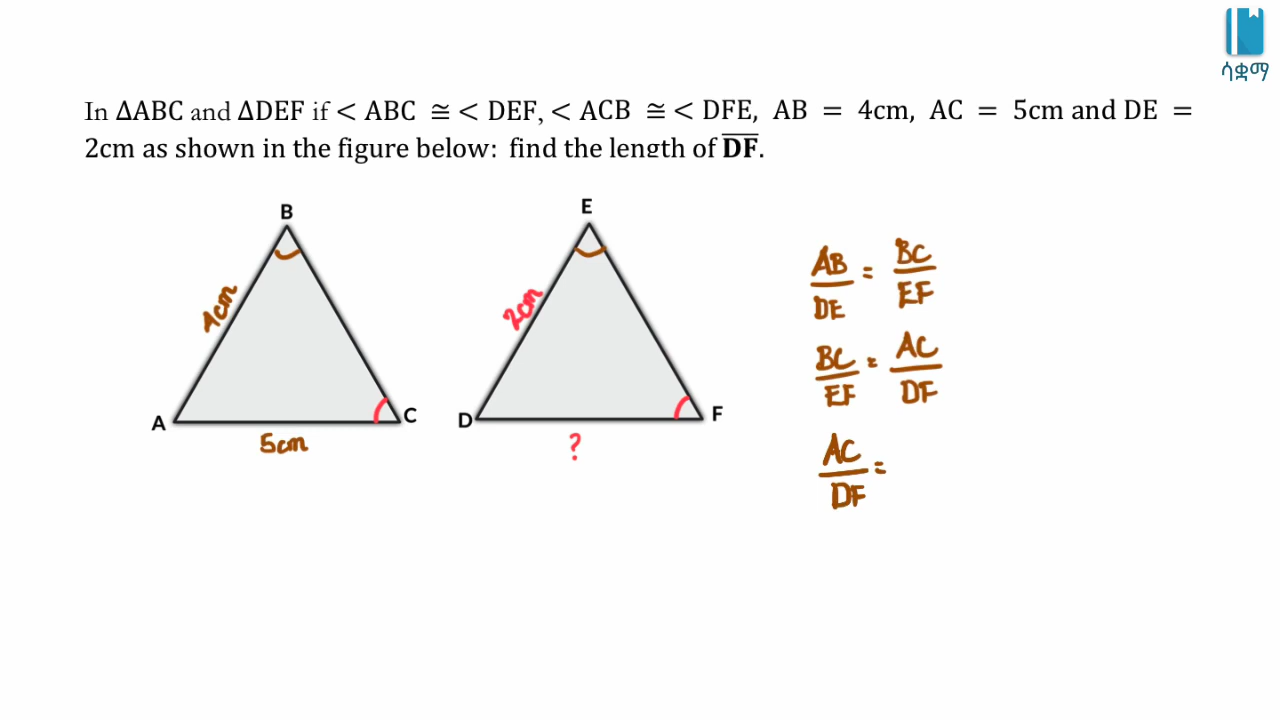 ሳቋማ
In ΔABC and ΔDEF if < ABC ≅ < DEF, < ACB ≅ < DFE, AB = 4cm, AC = 5cm and DE =
2cm as shown in the figure below: find the length of DF.
B
E
4cm
2cm
A
C
D
F
5cm
?
AB/DE = BC/EF
BC/EF = AC/DF
AC/DF =